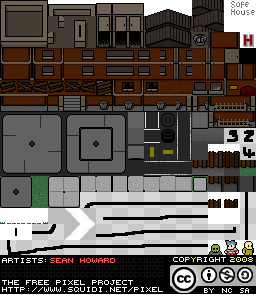 Safe
House
H
3 2
4
ARTISTS: SEAN HOWARD
COPYRIGHT 2008
THE FREE PIXEL PROJECT
HTTP://WWW.SQUIDI.NET/PIXEL
cc
BY NC SA